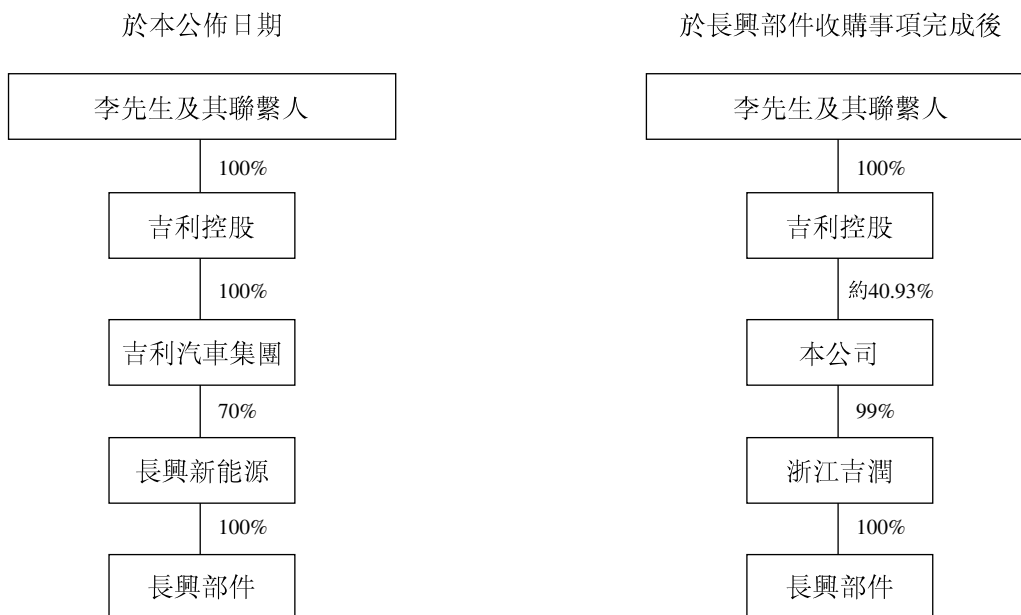 於本公佈日期
李先生及其聯繫人
100%
吉利控股
100%
吉利汽車集團
70%
長興新能源
100%
長興部件
於長興部件收購事項完成後
李先生及其聯繫人
100%
吉利控股
約40.93%
本公司
99%
浙江吉潤
100%
長興部件